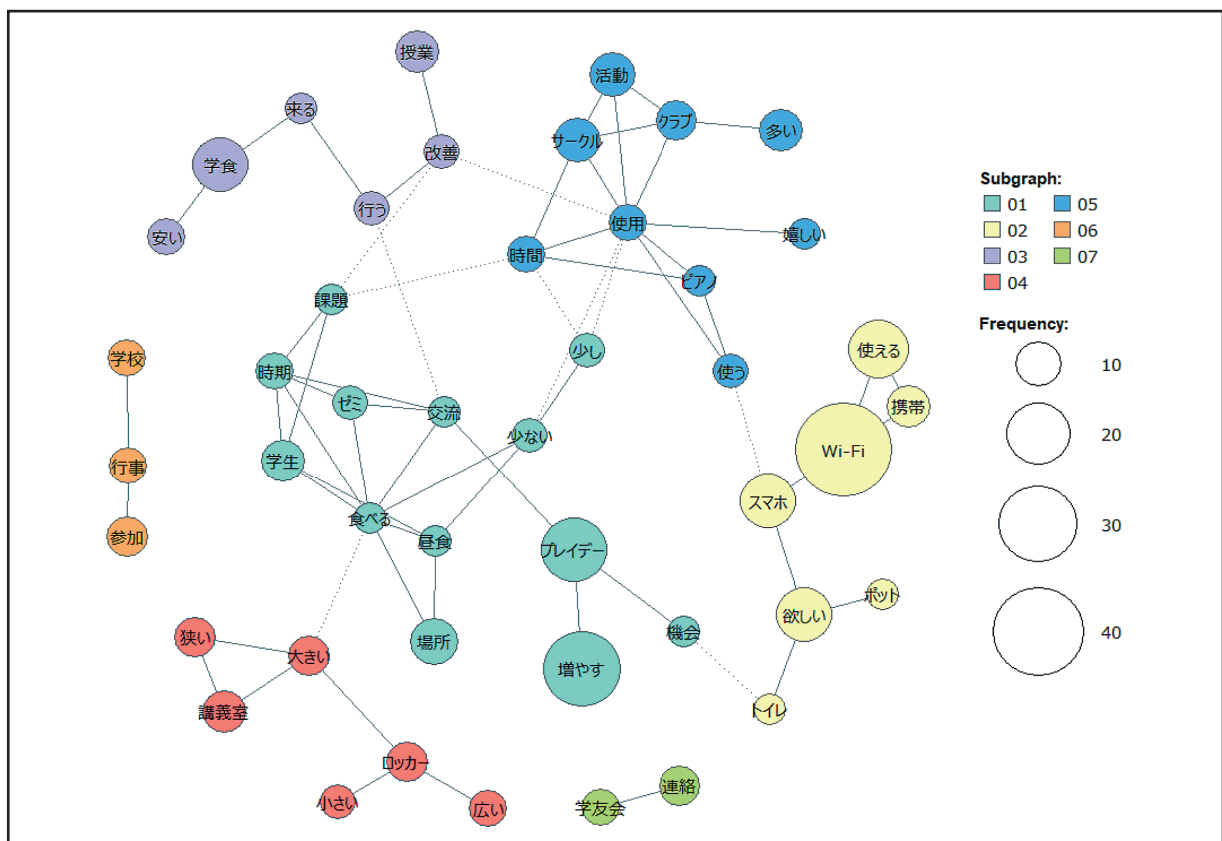 授業
活動
来る
クラブ
多い
サークル
改善
学食
行う
使用
安い
嬉しい
時間
ピアノ
課題
使える
少し
学校
時期
使う
携帯
ゼミ
交流
少ない
Wi-Fi
学生
行事
スマホ
食べる
参加
昼食
プレイデー
ポット
欲しい
機会
狭い
場所
大きい
増やす
講義室
トイレ
ロッカー
連絡
小さい
広い
学友会
Subgraph:
01 05
02 06
03 07
04
Frequency:
10
20
30
40